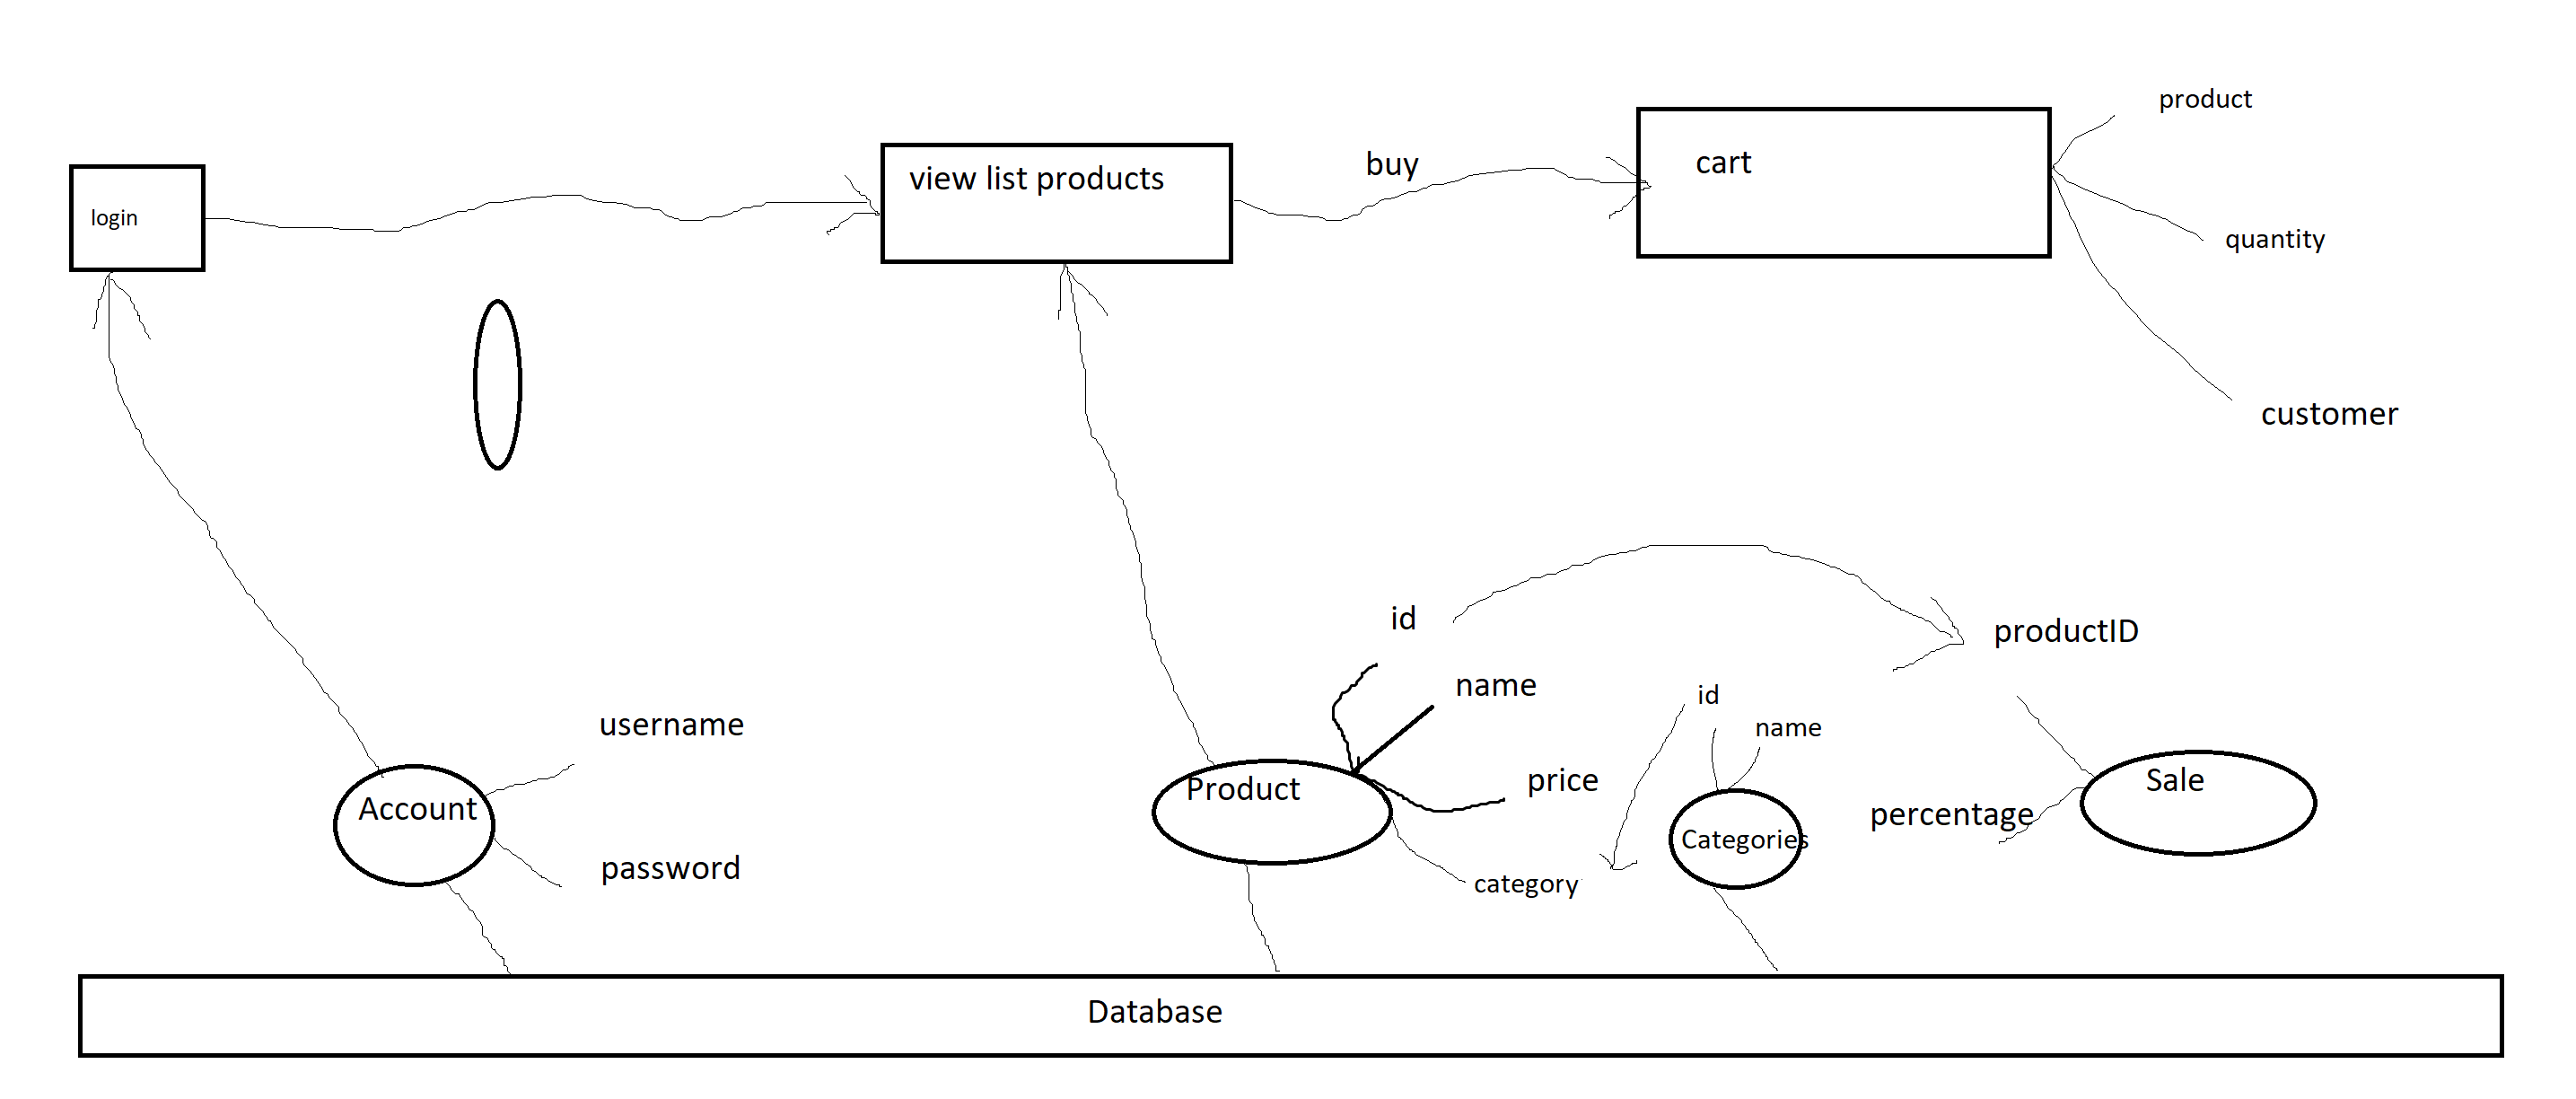 login
view list products
buy
cart
product
quantity
customer
id
name
price
category
productID
id
name
Categories
percentage
Sale
username
Account
password
Product
Database